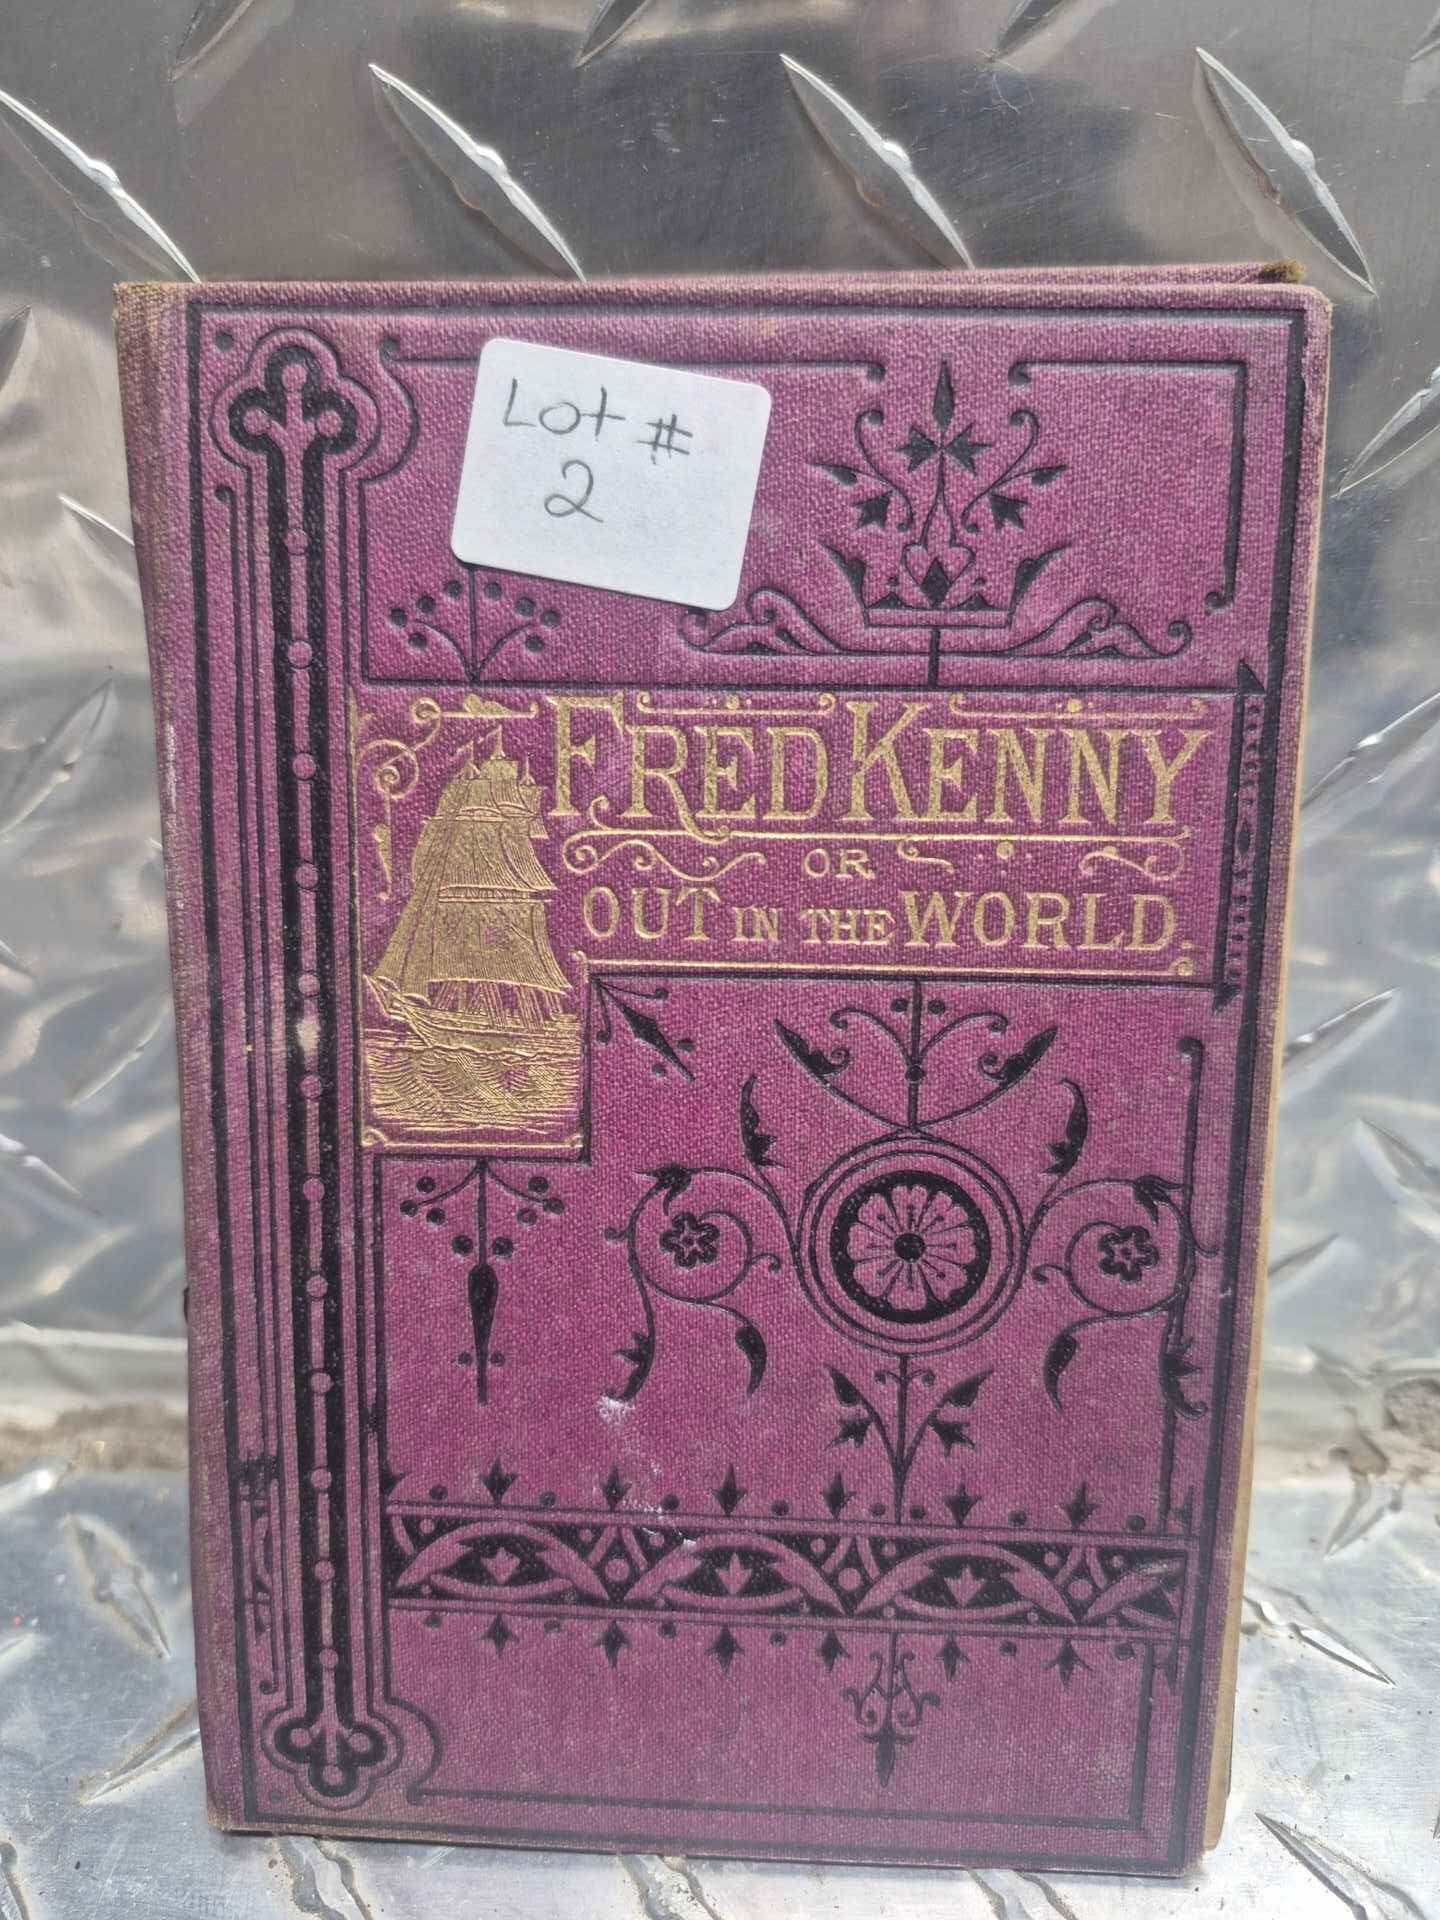 Lot #
2
FRED KENNY
OR
OUT IN THE WORLD.